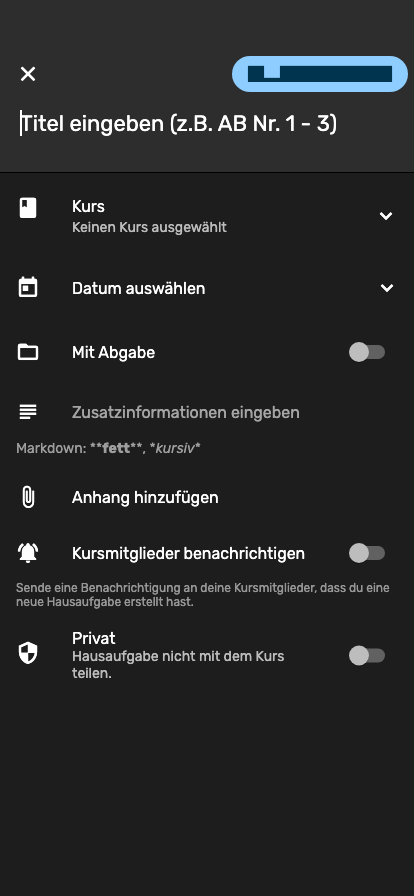 Titel eingeben (z.B. AB Nr. 1 - 3)
Kurs
Keinen Kurs ausgewählt
Datum auswählen
Mit Abgabe
Zusatzinformationen eingeben
Markdown: **fett**, *kursiv*
Anhang hinzufügen
Kursmitglieder benachrichtigen
Sende eine Benachrichtigung an deine Kursmitglieder, dass du eine
neue Hausaufgabe erstellt hast.
Privat
Hausaufgabe nicht mit dem Kurs
teilen.